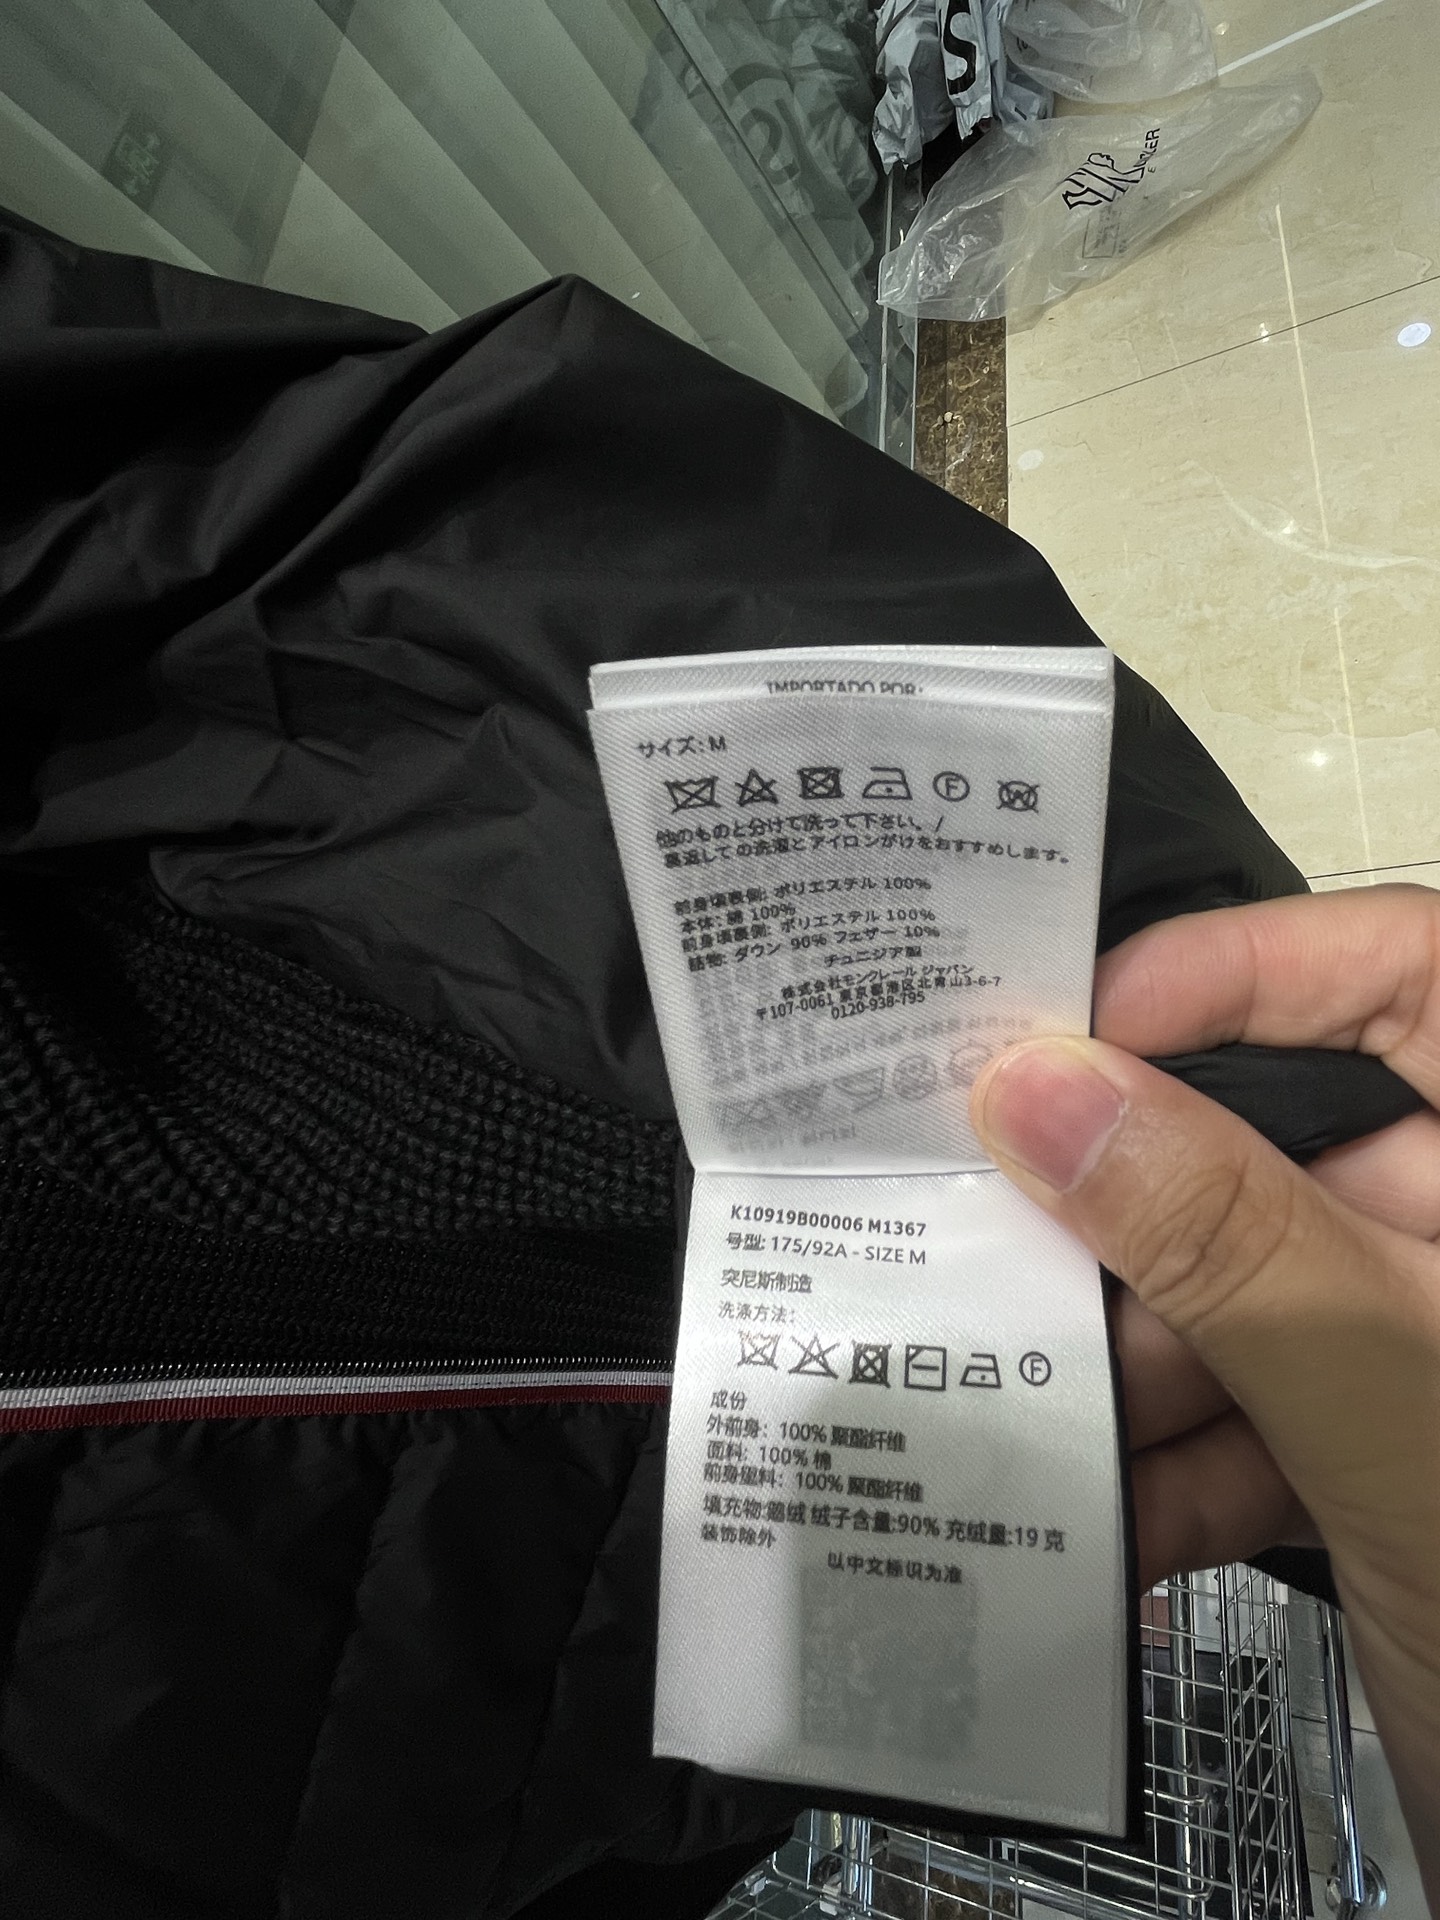 S
IMPORTADO POR:
サイズ: M
F
W
他のものと分けて洗って下さい。/
裏返しての洗濯とアイロンがけをおすすめします。
前身頃表側: ポリエステル 100%
本体: 綿 100%
前身頃裏側: ポリエステル 100%
詰物: ダウン 90% フェザー 10%
チュニジア製
株式会社モンクレール ジャパン
〒107-0061 東京都港区北青山3-6-7
0120-938-795
K10919B00006 M1367
号型: 175/92A - SIZE M
突尼斯制造
洗涤方法:
F
成份
外前身: 100% 聚酯纤维
面料: 100% 棉
前身里料: 100% 聚酯纤维
填充物:鹅绒 绒子含量:90% 充绒量:19 克
装饰除外
以中文标识为准